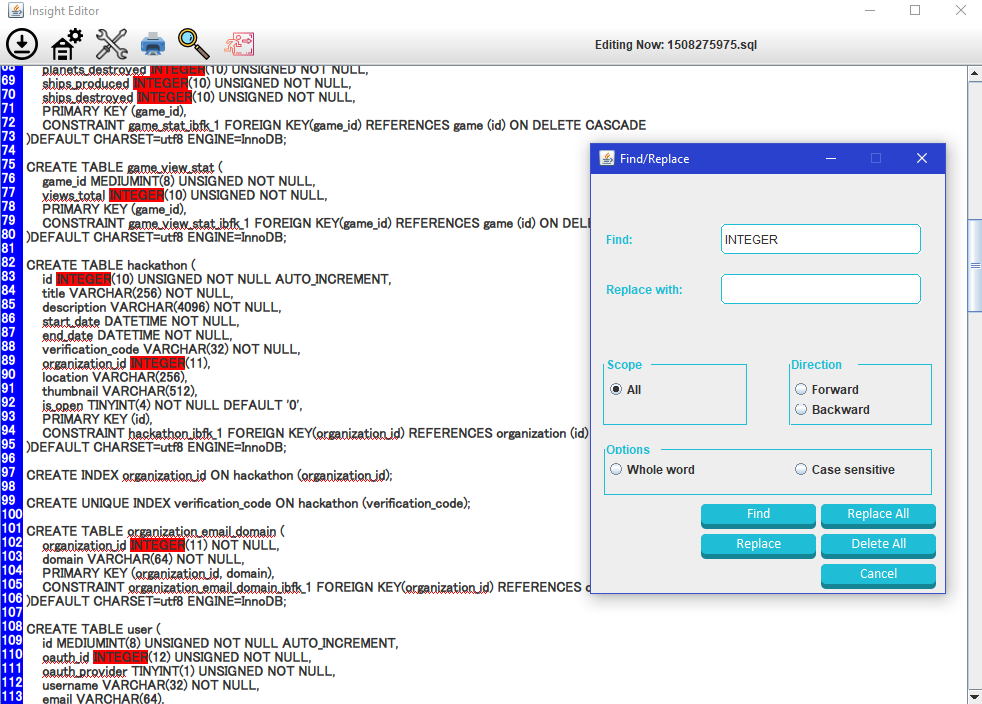 Insight Editor
Editing Now: 1508275975.sql
68 planets_destroyed INTEGER(10) UNSIGNED NOT NULL,
69 ships_produced INTEGER(10) UNSIGNED NOT NULL,
70 ships_destroyed INTEGER(10) UNSIGNED NOT NULL,
71 PRIMARY KEY (game_id),
72 CONSTRAINT game_stat_ibfk_1 FOREIGN KEY(game_id) REFERENCES game (id) ON DELETE CASCADE
73 )DEFAULT CHARSET=utf8 ENGINE=InnoDB;
74
75 CREATE TABLE game_view_stat (
76 game_id MEDIUMINT(8) UNSIGNED NOT NULL,
77 views_total INTEGER(10) UNSIGNED NOT NULL,
78 PRIMARY KEY (game_id),
79 CONSTRAINT game_view_stat_ibfk_1 FOREIGN KEY(game_id) REFERENCES game (id) ON DEL
80 )DEFAULT CHARSET=utf8 ENGINE=InnoDB;
81
82 CREATE TABLE hackathon (
83 id INTEGER(10) UNSIGNED NOT NULL AUTO_INCREMENT,
84 title VARCHAR(256) NOT NULL,
85 description VARCHAR(4096) NOT NULL,
86 start_date DATETIME NOT NULL,
87 end_date DATETIME NOT NULL,
88 verification_code VARCHAR(32) NOT NULL,
89 organization_id INTEGER(11),
90 location VARCHAR(256),
91 thumbnail VARCHAR(512),
92 is_open TINYINT(4) NOT NULL DEFAULT '0',
93 PRIMARY KEY (id),
94 CONSTRAINT hackathon_ibfk_1 FOREIGN KEY(organization_id) REFERENCES organization (id)
95 )DEFAULT CHARSET=utf8 ENGINE=InnoDB;
96
97 CREATE INDEX organization_id ON hackathon (organization_id);
98
99 CREATE UNIQUE INDEX verification_code ON hackathon (verification_code);
100
101 CREATE TABLE organization_email_domain (
102 organization_id INTEGER(11) NOT NULL,
103 domain VARCHAR(64) NOT NULL,
104 PRIMARY KEY (organization_id, domain),
105 CONSTRAINT organization_email_domain_ibfk_1 FOREIGN KEY(organization_id) REFERENCES
106 )DEFAULT CHARSET=utf8 ENGINE=InnoDB;
107
108 CREATE TABLE user (
109 id MEDIUMINT(8) UNSIGNED NOT NULL AUTO_INCREMENT,
110 oauth_id INTEGER(12) UNSIGNED NOT NULL,
111 oauth_provider TINYINT(1) UNSIGNED NOT NULL,
112 username VARCHAR(32) NOT NULL,
113 email VARCHAR(64),
Find/Replace
Find: INTEGER
Replace with:
Scope
All
Direction
Forward
Backward
Options
Whole word
Case sensitive
Find
Replace All
Replace
Delete All
Cancel